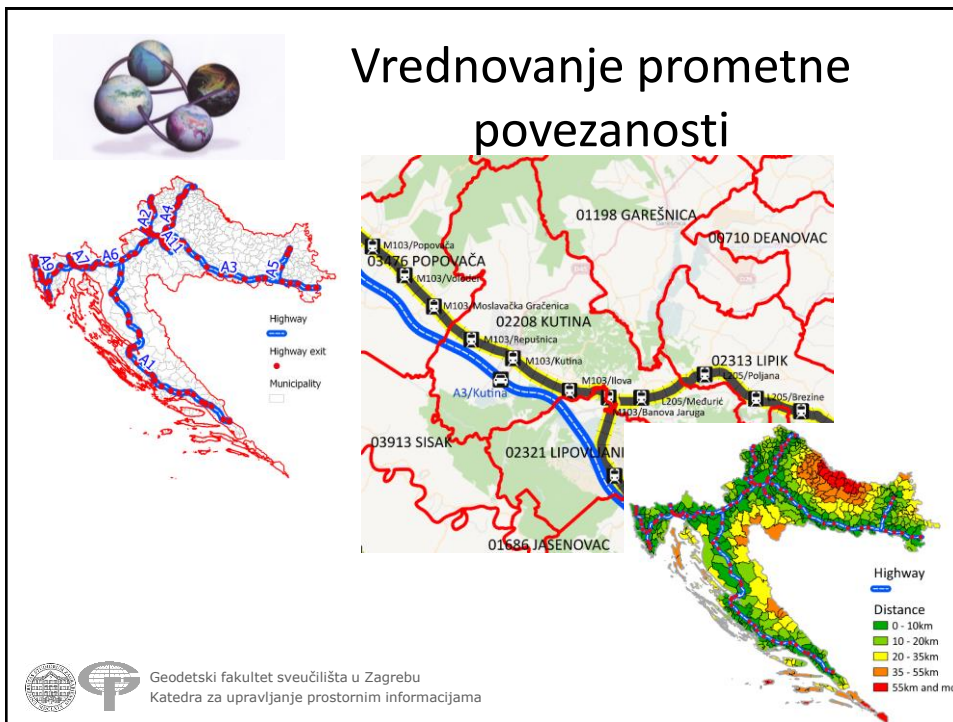 Vrednovanje prometne
povezanosti
A2
A4
A11
A9
A7
A6
A3
A5
A1
Highway
Highway exit
Municipality
01198 GAREŠNICA
00710 DEANOVAC
M103/Popovača
03476 POPOVAČA
M103/Voloder
M103/Moslavačka Gračenica
02208 KUTINA
M103/Repušnica
M103/Kutina
02313 LIPIK
A3/Kutina
M103/Ilova
L205/Poljana
L205/Međurić
L205/Brezine
M103/Banova Jaruga
03913 SISAK
02321 LIPOVLJANI
01686 JASENOVAC
Highway
Distance
0 - 10km
10 - 20km
20 - 35km
35 - 55km
55km and mo
Geodetski fakultet sveučilišta u Zagrebu
Katedra za upravljanje prostornim informacijama